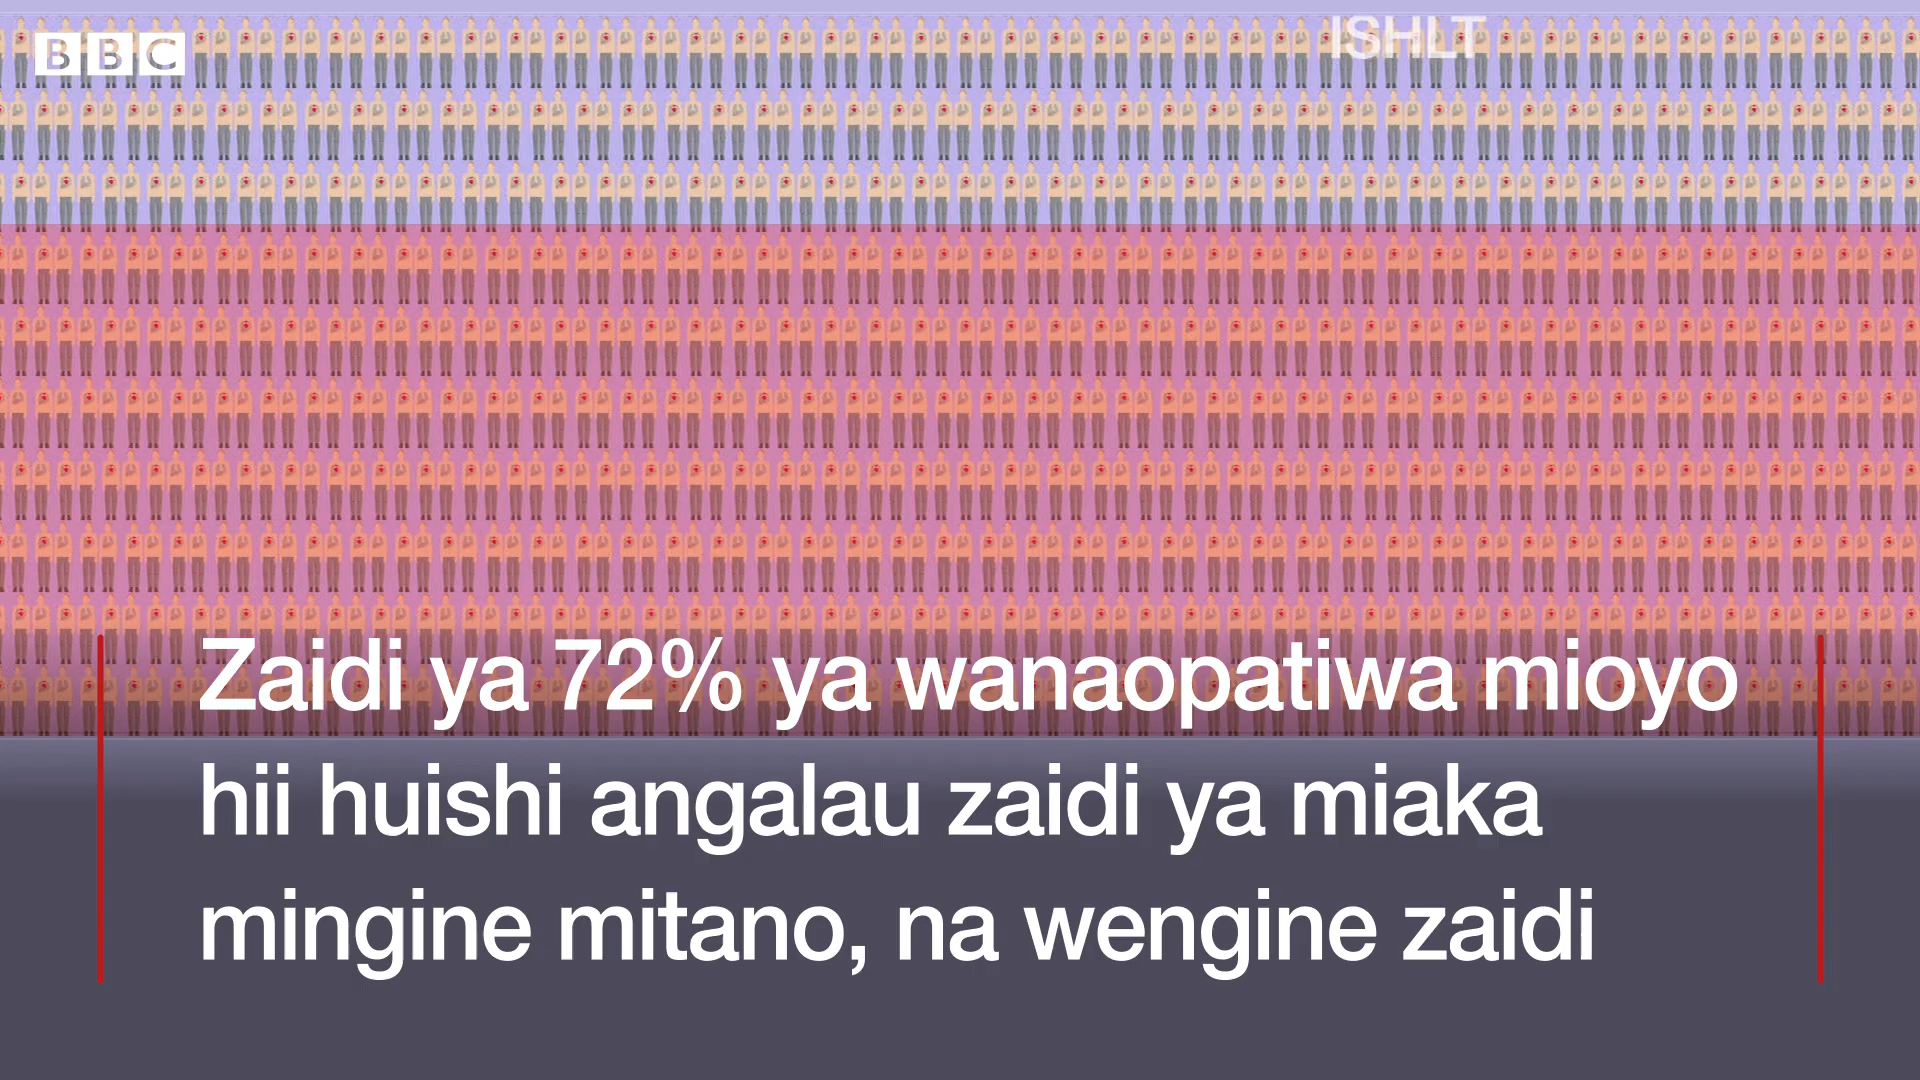 BBC
ISHLT
Zaidi ya 72% ya wanaopatiwa mioyo
hii huishi angalau zaidi ya miaka
mingine mitano, na wengine zaidi